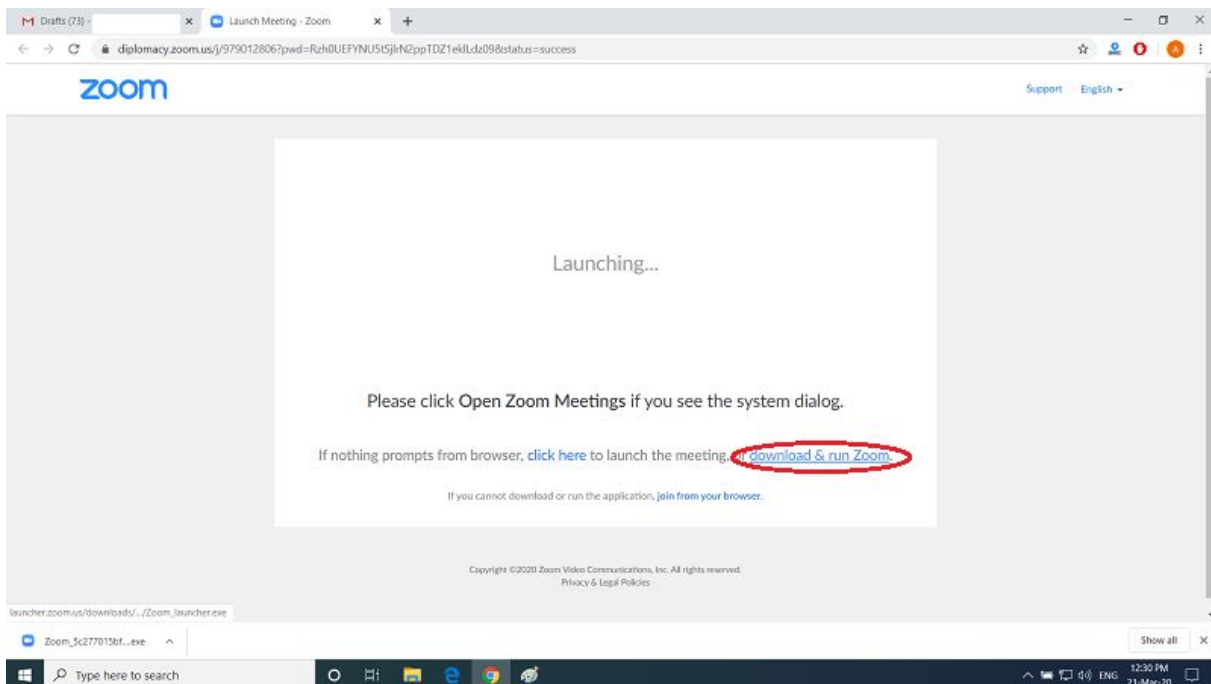 Drafts (73) -
Launch Meeting - Zoom
diplomacy.zoom.us/j/979012806?pwd=Rzh0UEFYNU5tSjlrN2ppTDZ1eklLdz09&status=success
zoom
Support English
Launching...
Please click Open Zoom Meetings if you see the system dialog.
If nothing prompts from browser, click here to launch the meeting, or download & run Zoom.
If you cannot download or run the application, join from your browser.
Copyright ©2020 Zoom Video Communications, Inc. All rights reserved.
Privacy & Legal Policies
launcher.zoom.us/downloads/.../Zoom_launcher.exe
Zoom_5c277015bf....exe
Show all
Type here to search
ENG
12:30 PM
21-Mar-20